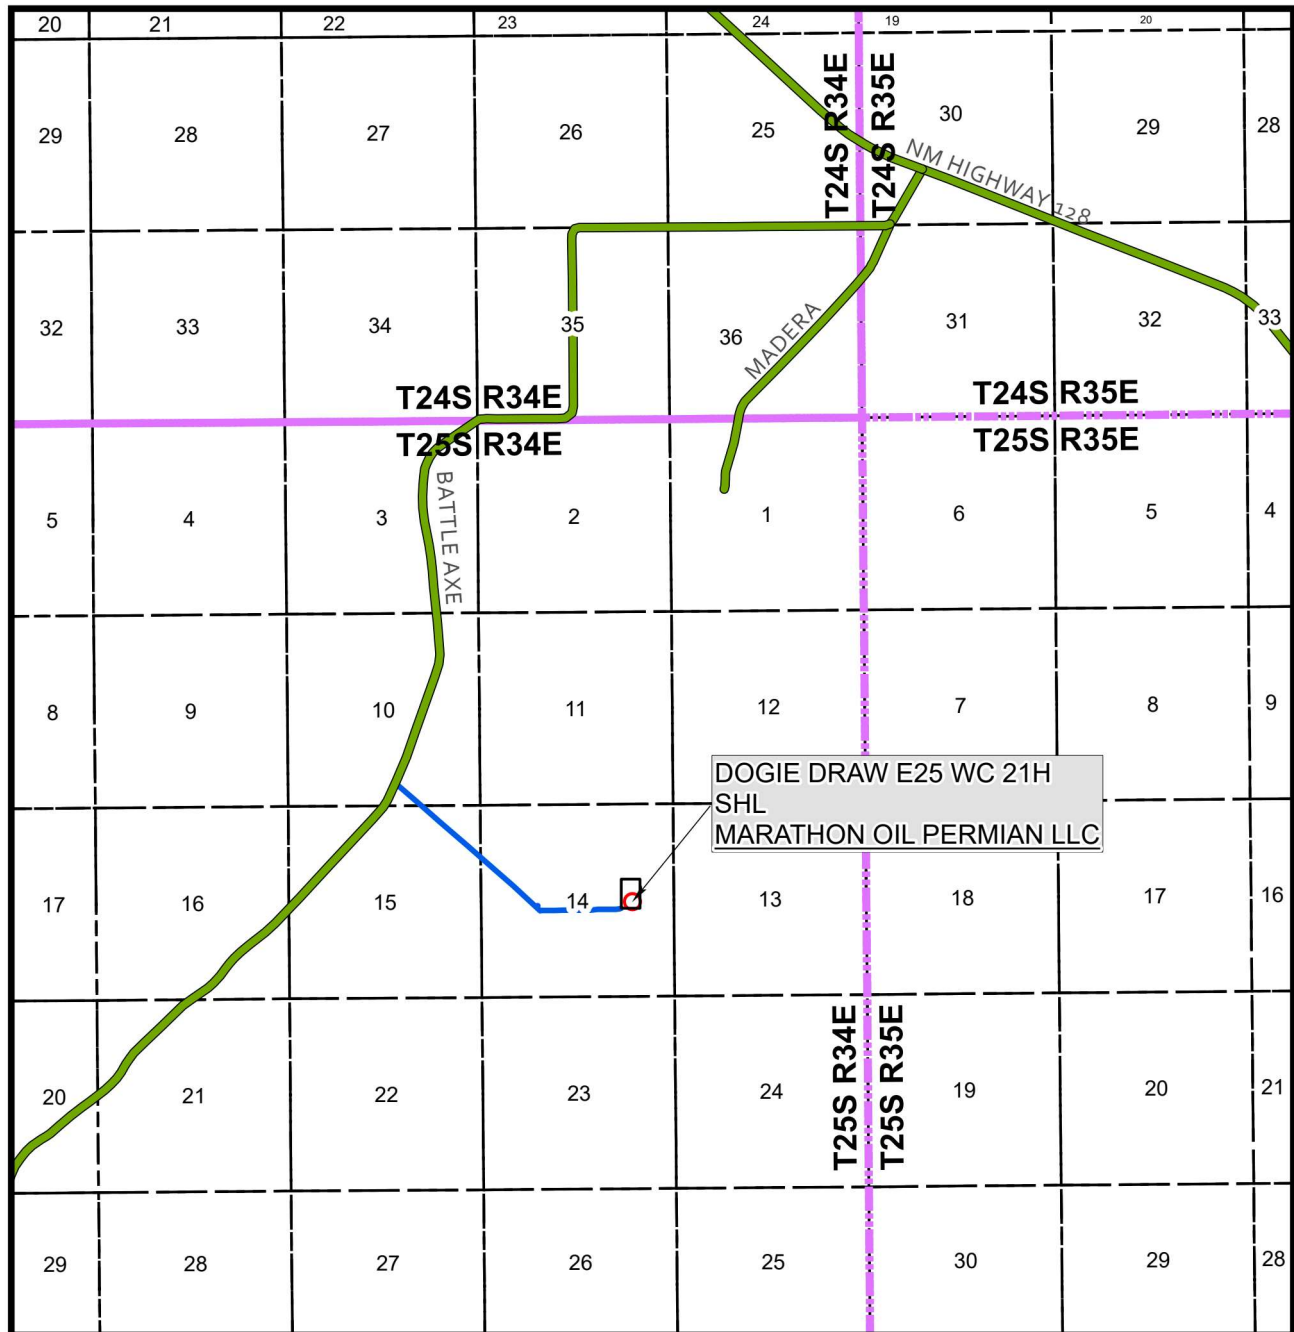 20 21 22 23 24 19 20
29 28 27 26 25 30 29 28
T24S R34E
T24S R35E
NM HIGHWAY 128
32 33 34 35 36 31 32 33
MADERA
T24S R34E
T24S R35E
T25S R34E
T25S R35E
BATTLE AXE
5 4 3 2 1 6 5 4
8 9 10 11 12 7 8 9
DOGIE DRAW E25 WC 21H
SHL
MARATHON OIL PERMIAN LLC
17 16 15 14 13 18 17 16
T25S R34E
T25S R35E
20 21 22 23 24 19 20 21
29 28 27 26 25 30 29 28